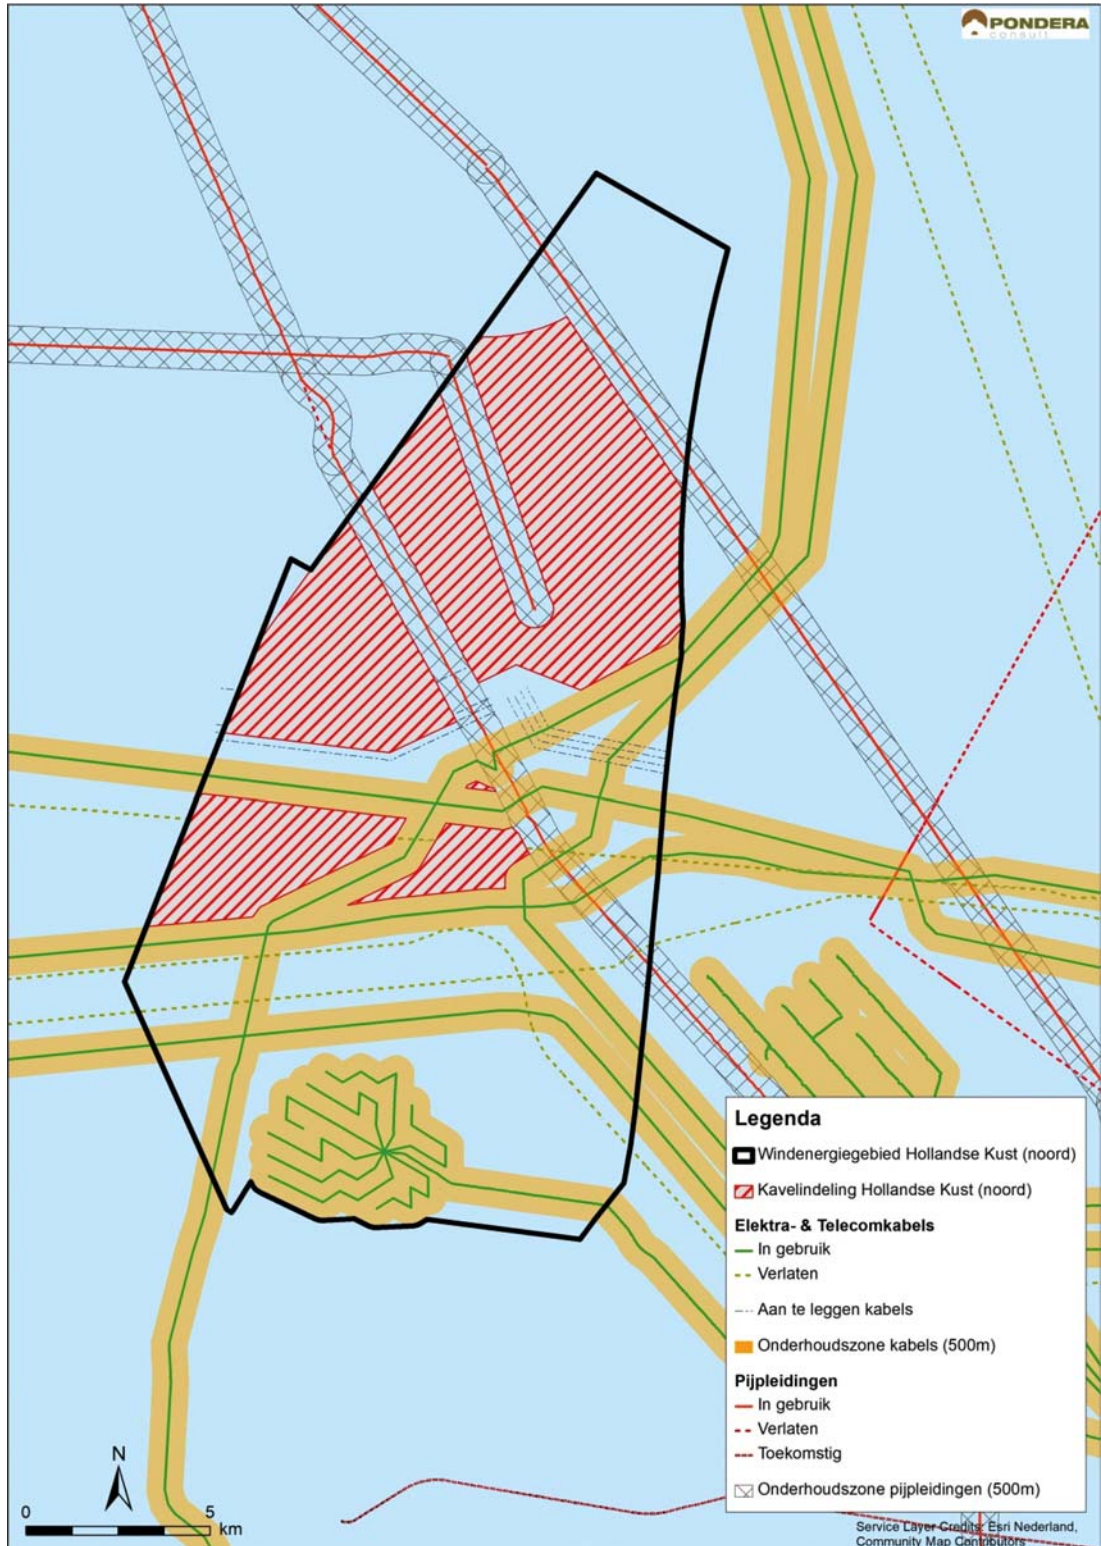 PONDERA
consult
Legenda
Windenergiegebied Hollandse Kust (noord)
Kavelindeling Hollandse Kust (noord)
Elektra- & Telecomkabels
In gebruik
Verlaten
Aan te leggen kabels
Onderhoudszone kabels (500m)
Pijpleidingen
In gebruik
Verlaten
Toekomstig
Onderhoudszone pijpleidingen (500m)
N
0 5
km
Service Layer Credits: Esri Nederland,
Community Map Contributors